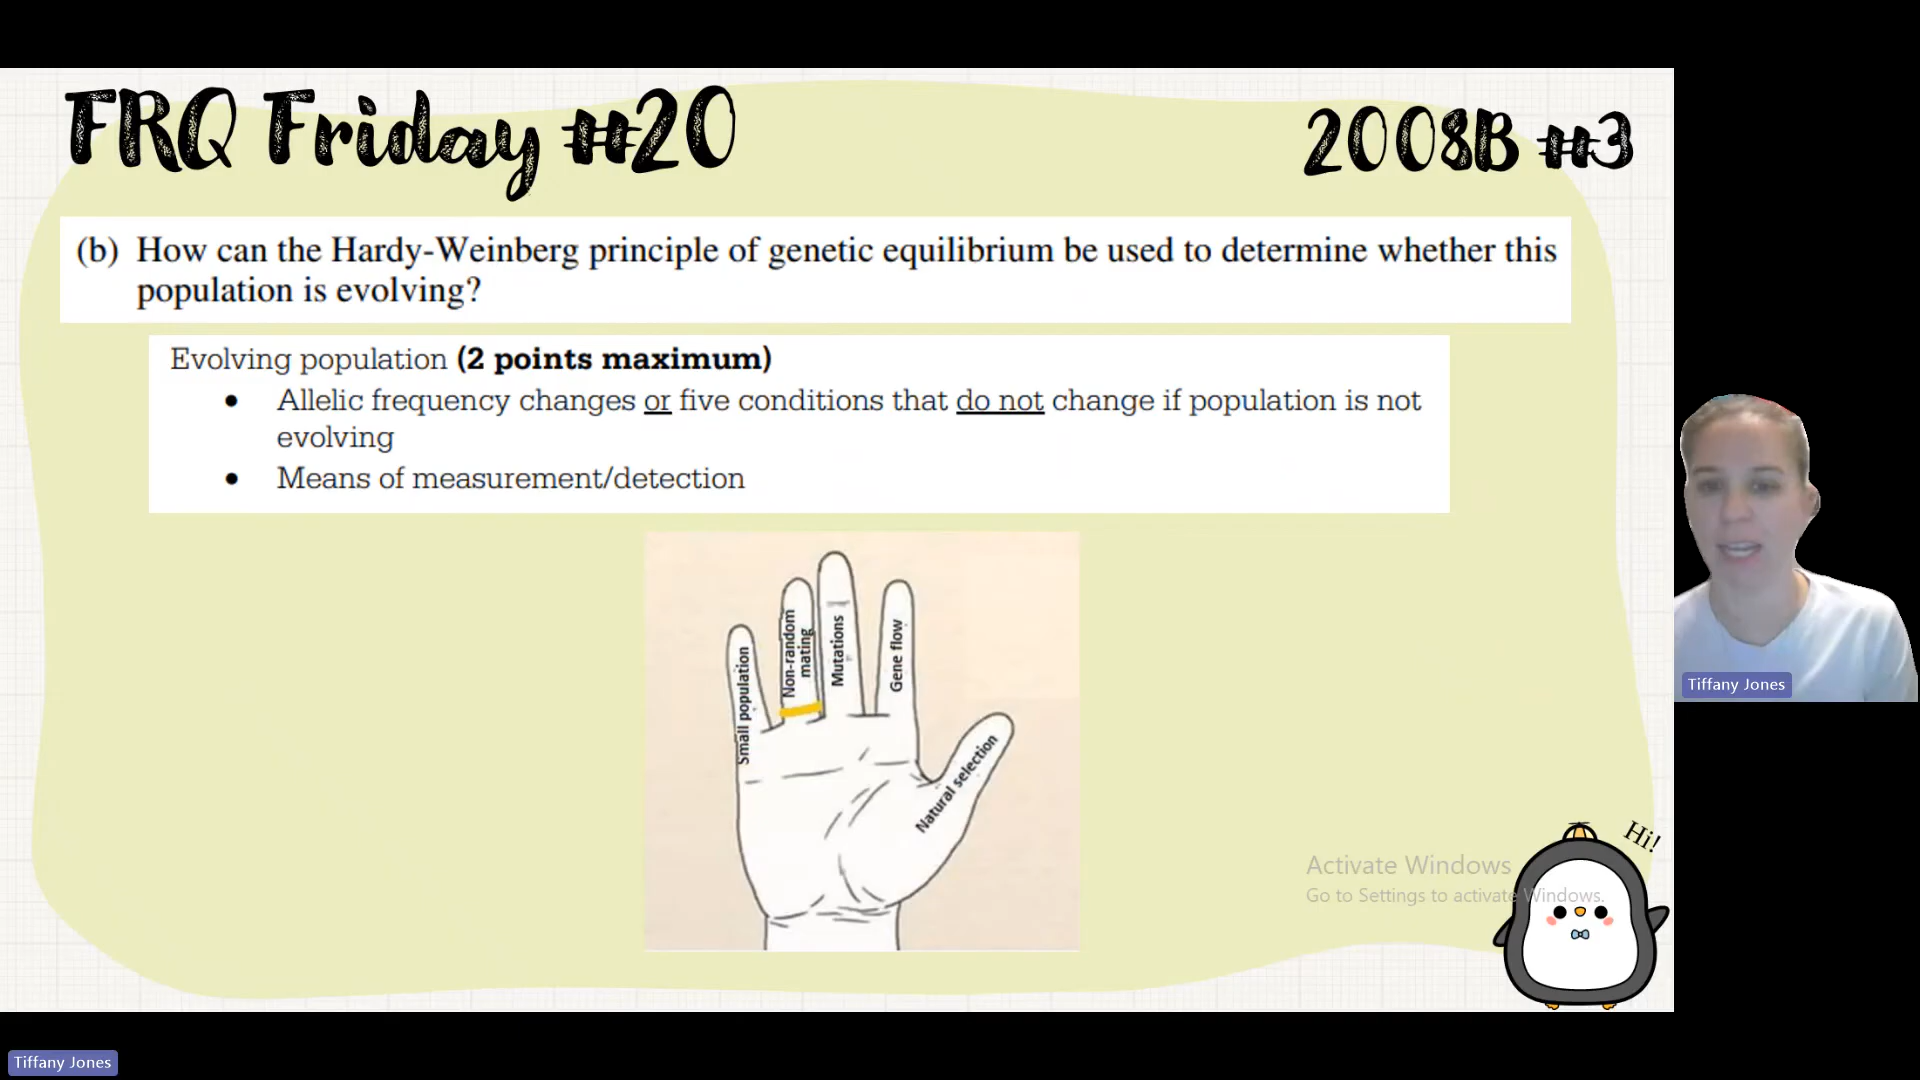 FRQ Friday #20
2008B #3
(b) How can the Hardy-Weinberg principle of genetic equilibrium be used to determine whether this
population is evolving?
Evolving population (2 points maximum)
• Allelic frequency changes or five conditions that do not change if population is not
evolving
• Means of measurement/detection
Small population
Non-random
mating
Mutations
Gene flow
Natural selection
Hi!
Activate Windows
Go to Settings to activate Windows.
Tiffany Jones
Tiffany Jones